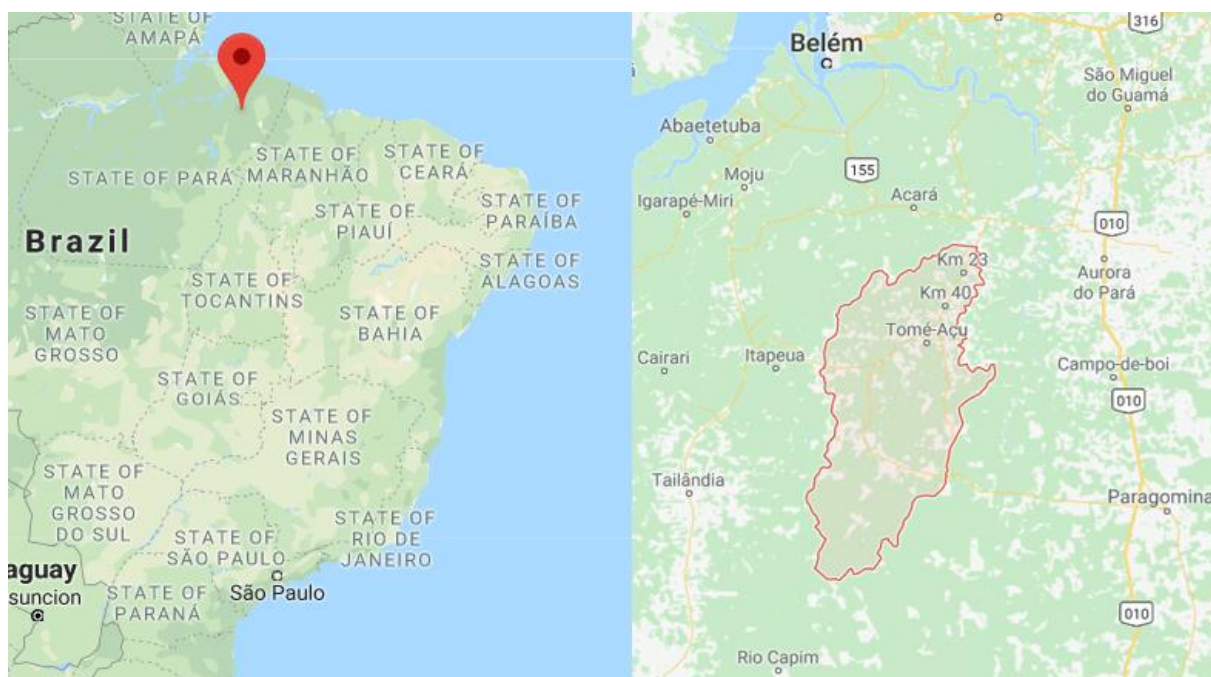 STATE OF
AMAPÁ
STATE OF PARÁ
STATE OF
MARANHÃO
STATE OF
CEARÁ
STATE OF
PARAÍBA
STATE OF
PIAUÍ
Brazil
STATE OF
ALAGOAS
STATE OF
TOCANTINS
STATE OF
BAHIA
STATE OF
MATO
GROSSO
STATE OF
GOIÁS
STATE OF
MINAS
GERAIS
STATE OF
MATO
GROSSO
DO SUL
STATE OF
SÃO PAULO
STATE OF
RIO DE
JANEIRO
aguay
suncion
STATE OF
PARANÁ
São Paulo
316
Belém
São Miguel
do Guamá
Abaetetuba
155
Moju
Igarapé-Miri
Acará
010
Km 23
Aurora
do Pará
Km 40
Tomé-Açu
Cairari
Itapeua
Campo-de-boi
010
Tailândia
Paragomina
010
Rio Capim